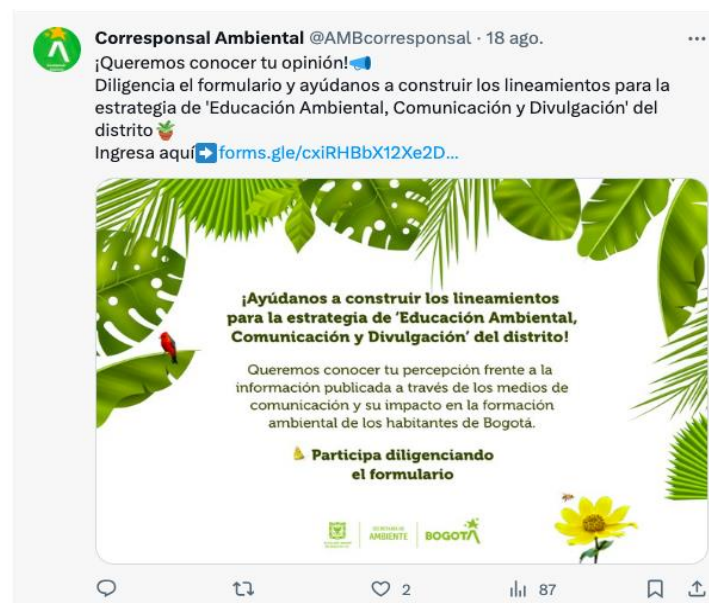 Corresponsal Ambiental @AMBcorresponsal · 18 ago.
¡Queremos conocer tu opinión!📣
Diligencia el formulario y ayúdanos a construir los lineamientos para la
estrategia de 'Educación Ambiental, Comunicación y Divulgación' del
distrito🪴
Ingresa aquí➡️forms.gle/cxiRHBbX12Xe2D...
¡Ayúdanos a construir los lineamientos
para la estrategia de ‘Educación Ambiental,
Comunicación y Divulgación’ del distrito!
Queremos conocer tu percepción frente a la
información publicada a través de los medios de
comunicación y su impacto en la formación
ambiental de los habitantes de Bogotá.
Participa diligenciando
el formulario
SECRETARÍA DE
AMBIENTE
BOGOTÁ
2
87